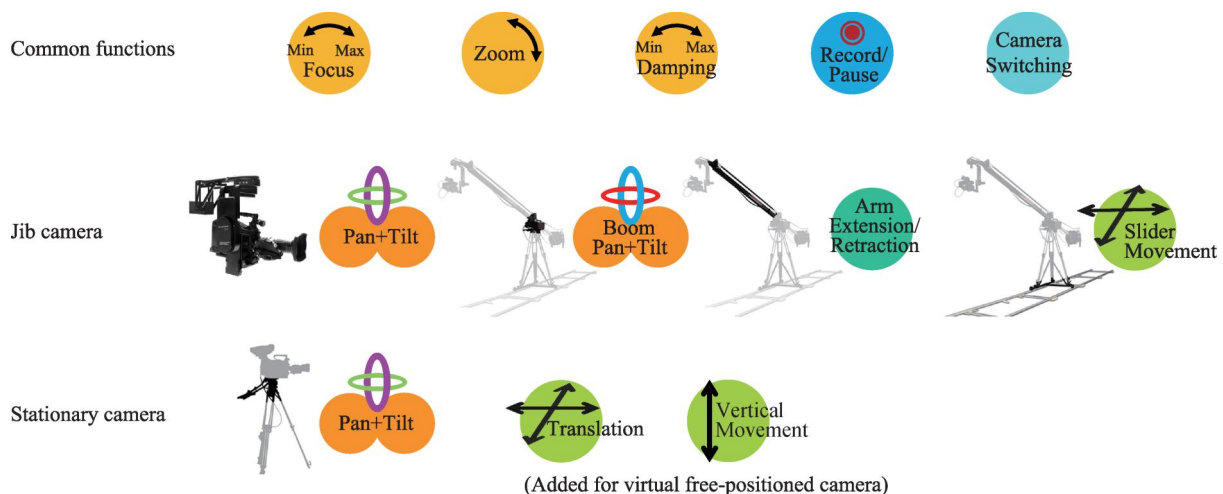 Common functions
Min Max
Focus
Zoom
Min Max
Damping
Record/
Pause
Camera
Switching
Jib camera
Pan+Tilt
Boom
Pan+Tilt
Arm
Extension/
Retraction
Slider
Movement
Stationary camera
Pan+Tilt
Translation
Vertical
Movement
(Added for virtual free-positioned camera)